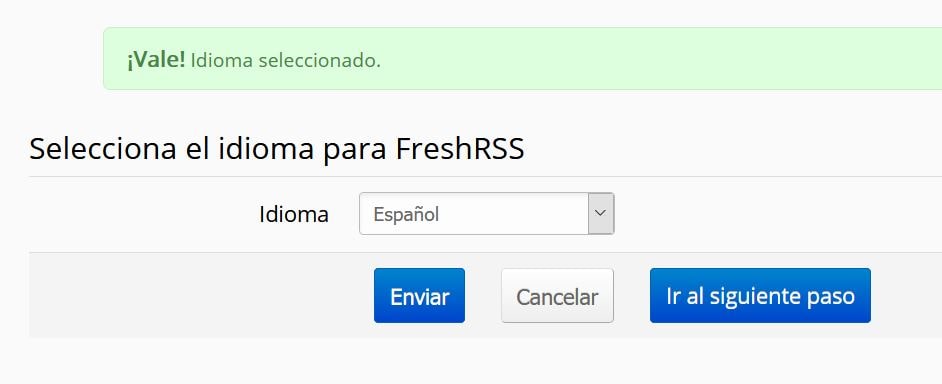 ¡Vale! Idioma seleccionado.
Selecciona el idioma para FreshRSS
Idioma Español
Enviar Cancelar Ir al siguiente paso